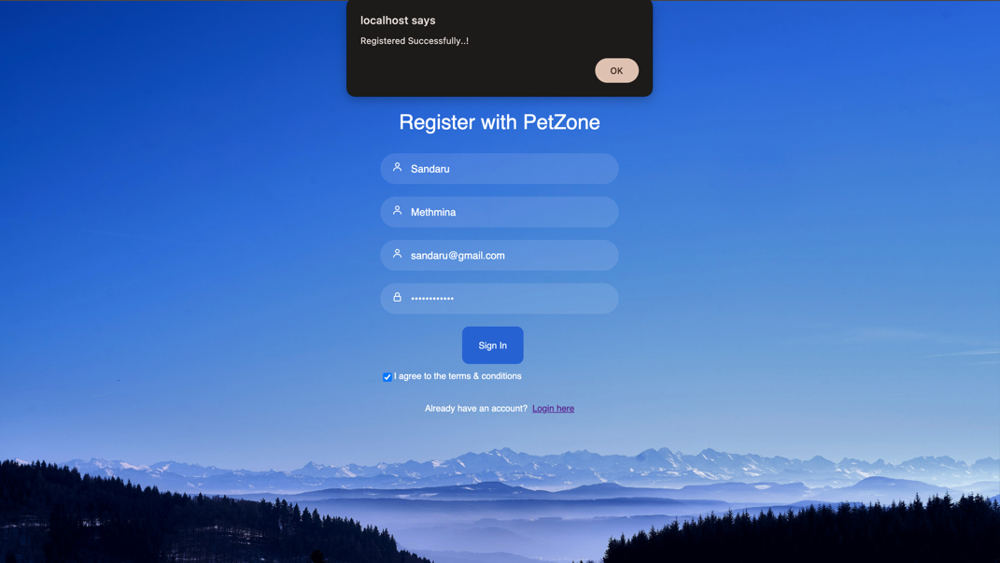 localhost says
Registered Successfully..!
OK
Register with PetZone
Sandaru
Methmina
sandaru@gmail.com
••••••••••••
Sign In
I agree to the terms & conditions
Already have an account? Login here